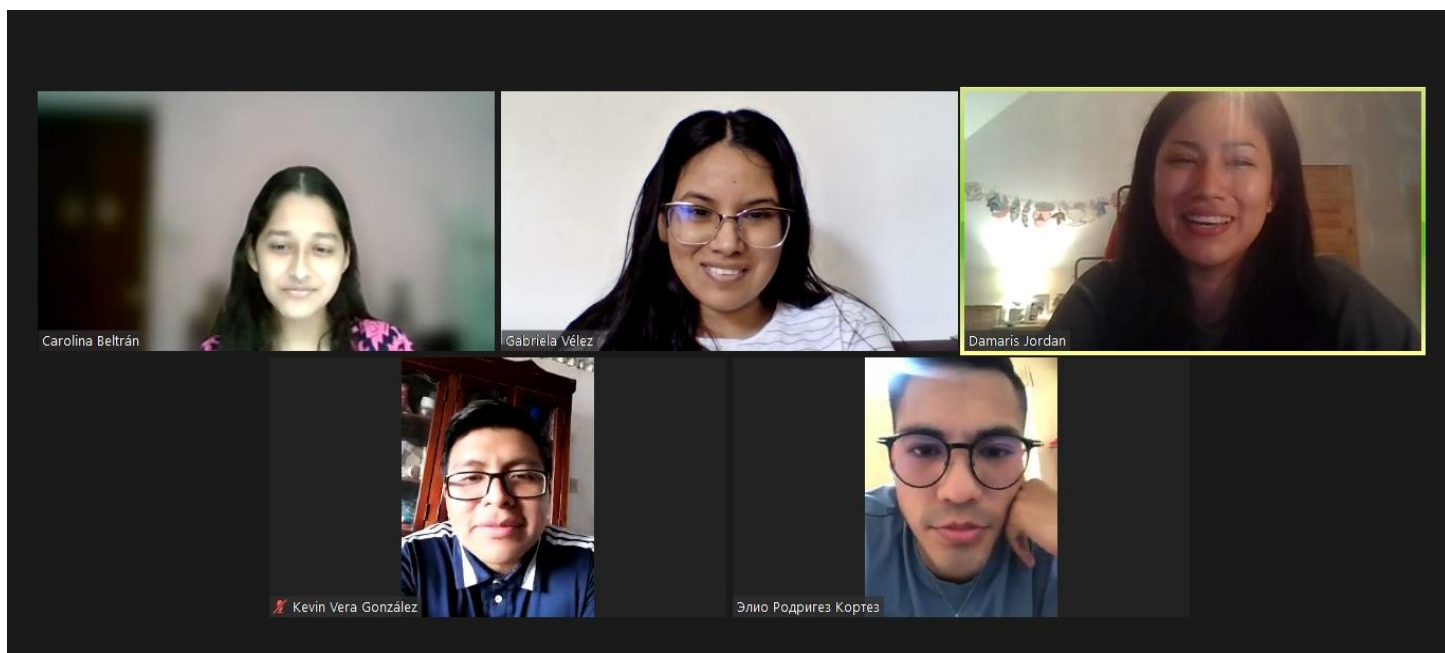 Carolina Beltrán
Gabriela Vélez
Damaris Jordan
Kevin Vera González
Элио Родригез Кортез